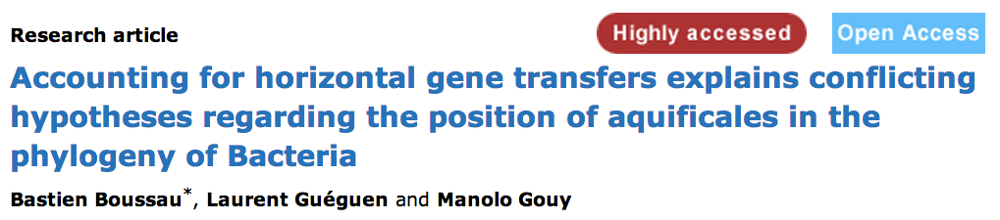 Research article Highly accessed Open Access
Accounting for horizontal gene transfers explains conflicting
hypotheses regarding the position of aquificales in the
phylogeny of Bacteria
Bastien Boussau*, Laurent Guéguen and Manolo Gouy